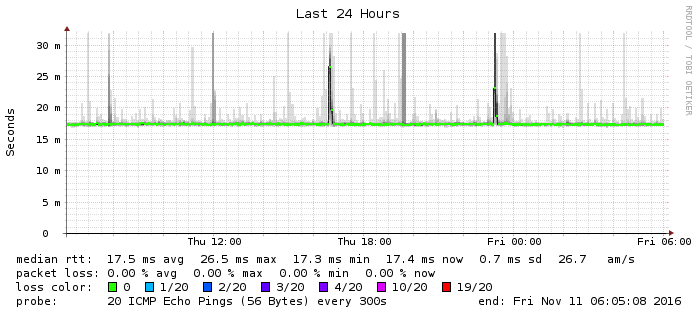 Last 24 Hours
RRDTOOL / TOBI OETIKER
Seconds
30 m
25 m
20 m
15 m
10 m
5 m
0
Thu 12:00 Thu 18:00 Fri 00:00 Fri 06:00
median rtt: 17.5 ms avg 26.5 ms max 17.3 ms min 17.4 ms now 0.7 ms sd 26.7 am/s
packet loss: 0.00 % avg 0.00 % max 0.00 % min 0.00 % now
loss color: 0 1/20 2/20 3/20 4/20 10/20 19/20
probe: 20 ICMP Echo Pings (56 Bytes) every 300s end: Fri Nov 11 06:05:08 2016